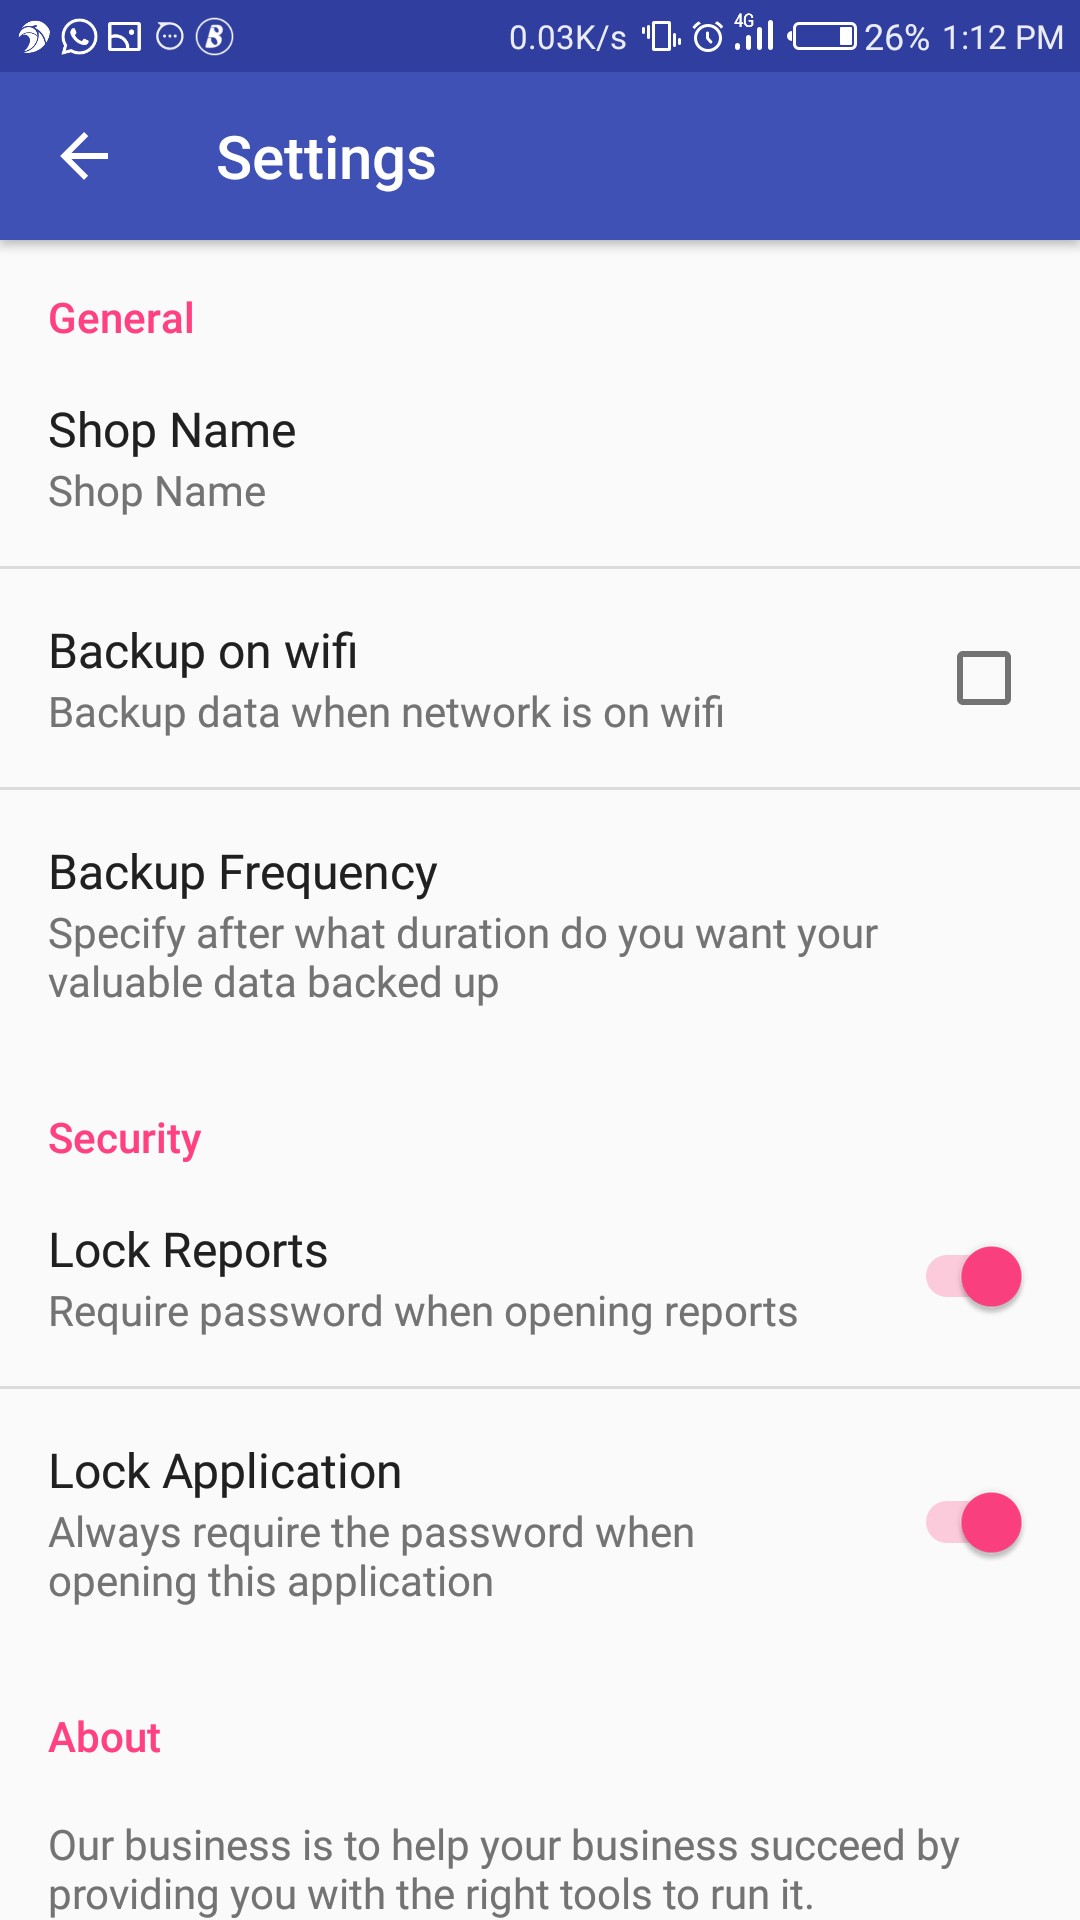 0.03K/s 4G 26% 1:12 PM
Settings
General
Shop Name
Shop Name
Backup on wifi
Backup data when network is on wifi
Backup Frequency
Specify after what duration do you want your
valuable data backed up
Security
Lock Reports
Require password when opening reports
Lock Application
Always require the password when
opening this application
About
Our business is to help your business succeed by
providing you with the right tools to run it.